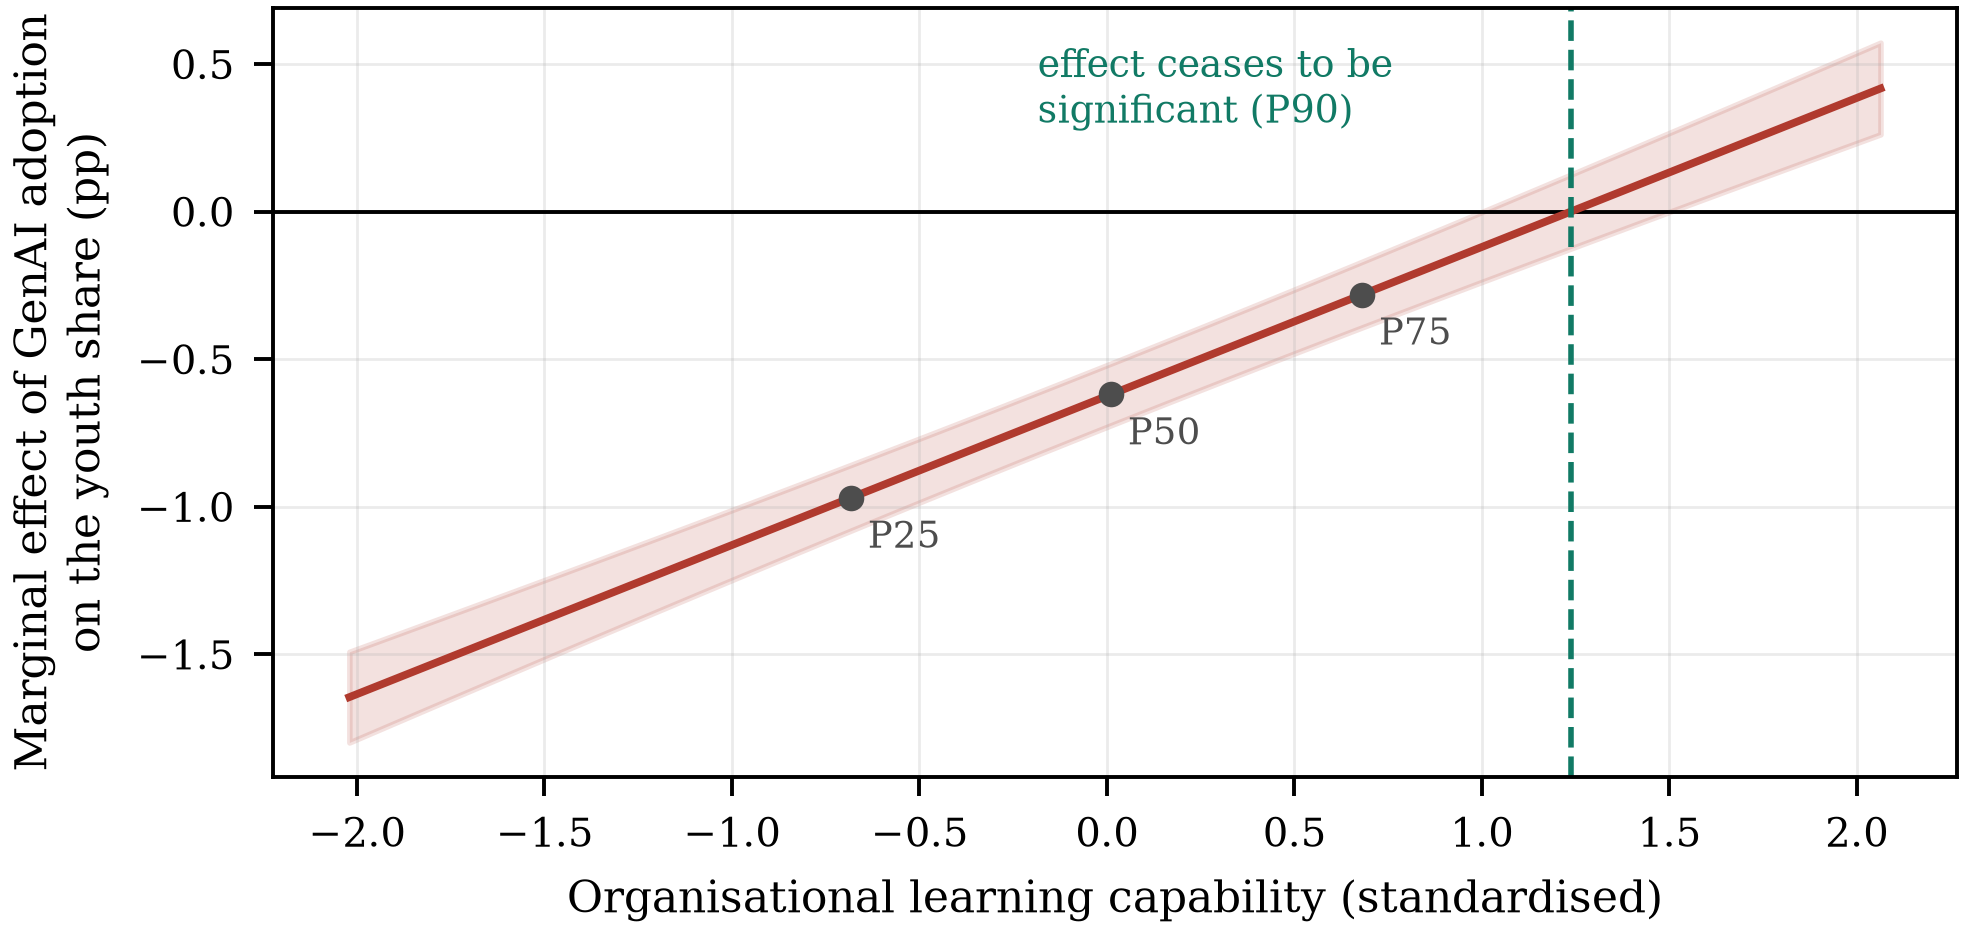 Marginal effect of GenAI adoption
on the youth share (pp)
0.5
0.0
−0.5
−1.0
−1.5
effect ceases to be
significant (P90)
P75
P50
P25
−2.0 −1.5 −1.0 −0.5 0.0 0.5 1.0 1.5 2.0
Organisational learning capability (standardised)